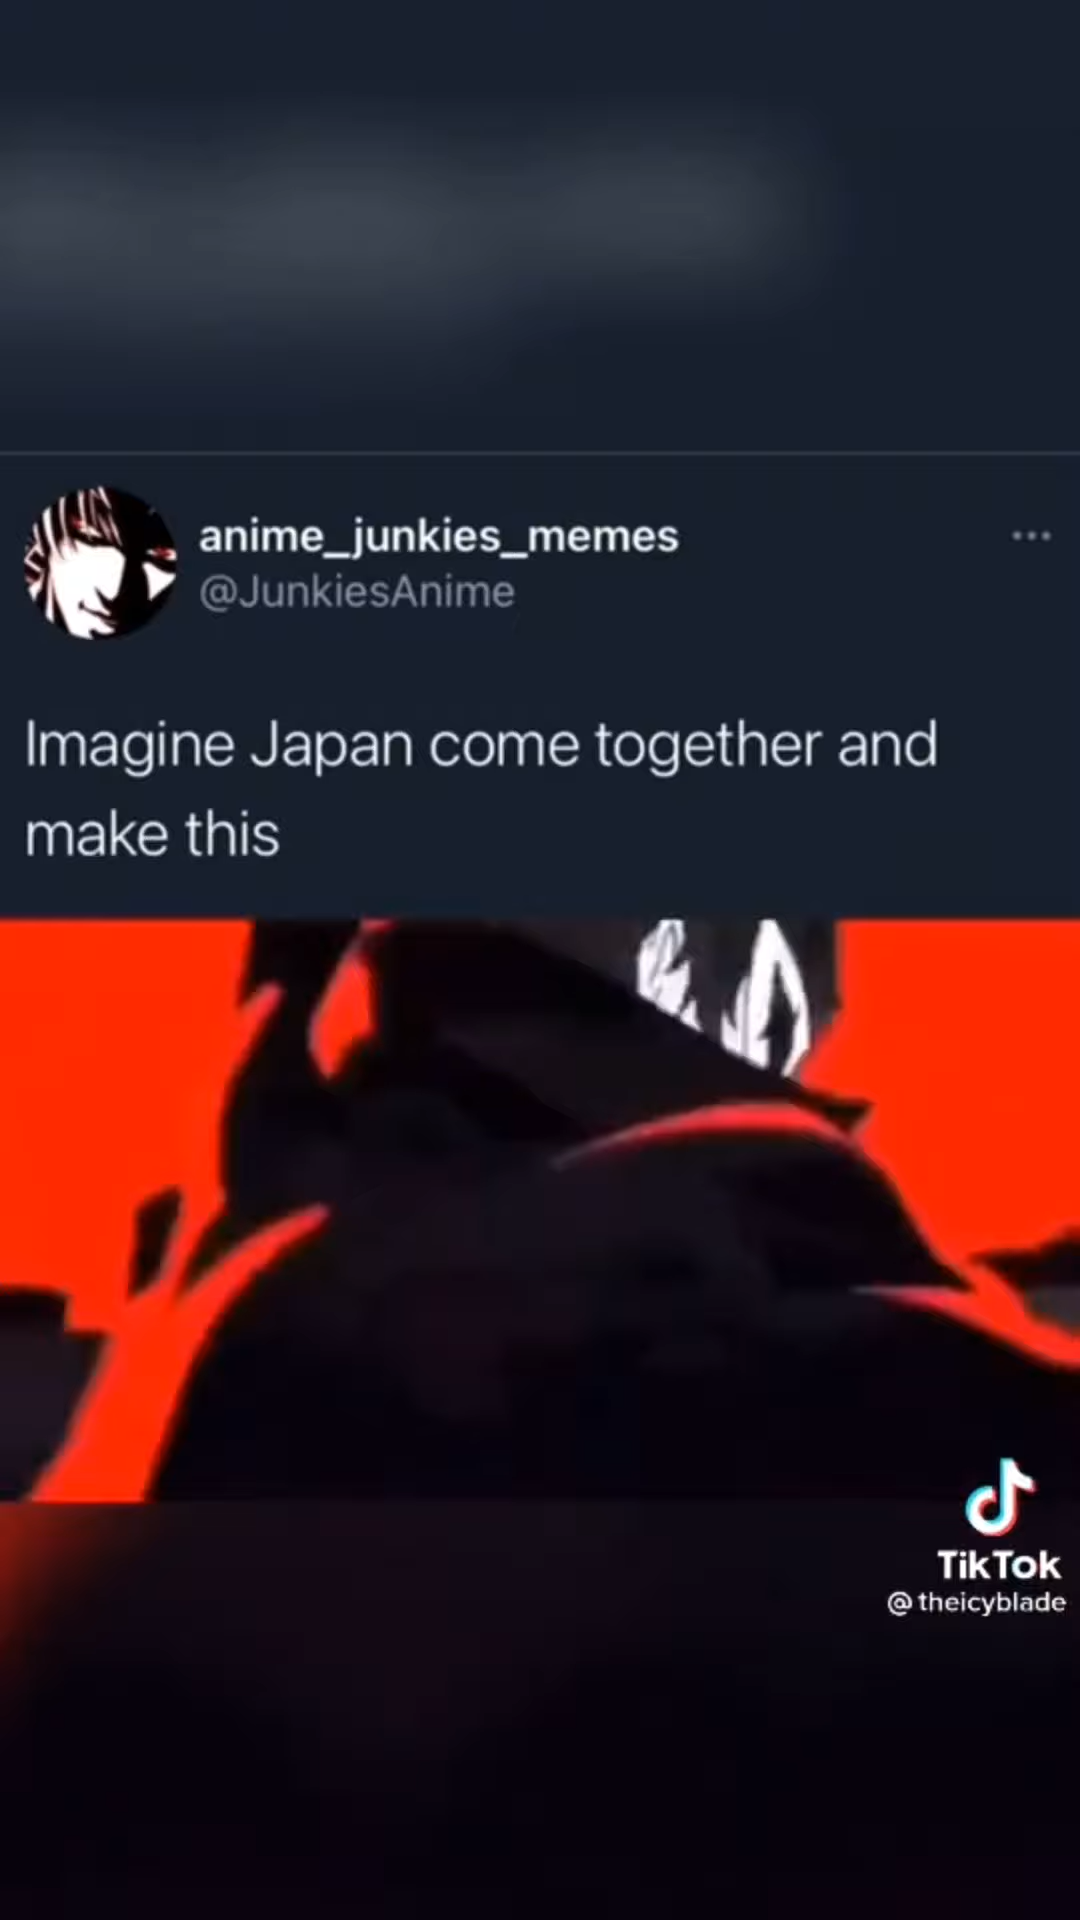 anime_junkies_memes
@JunkiesAnime
Imagine Japan come together and
make this
TikTok
@theicyblade